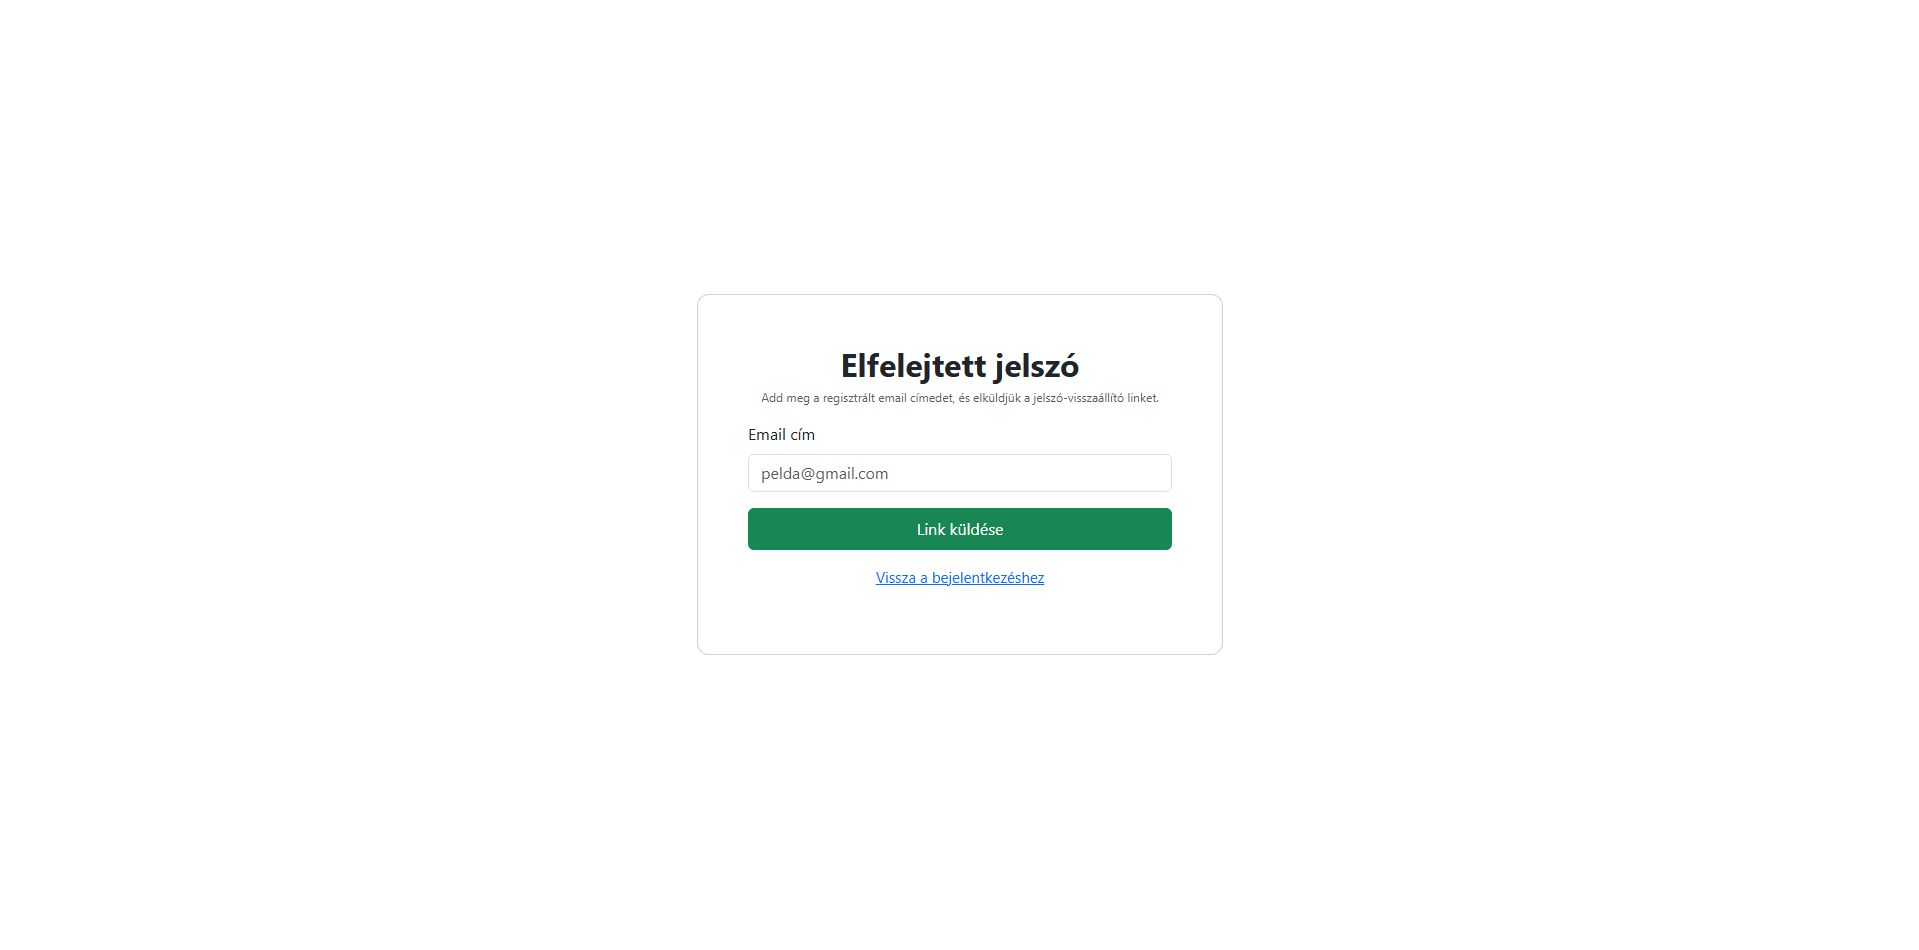 Elfelejtett jelszó
Add meg a regisztrált email címedet, és elküldjük a jelszó-visszaállító linket.
Email cím
pelda@gmail.com
Link küldése
Vissza a bejelentkezéshez